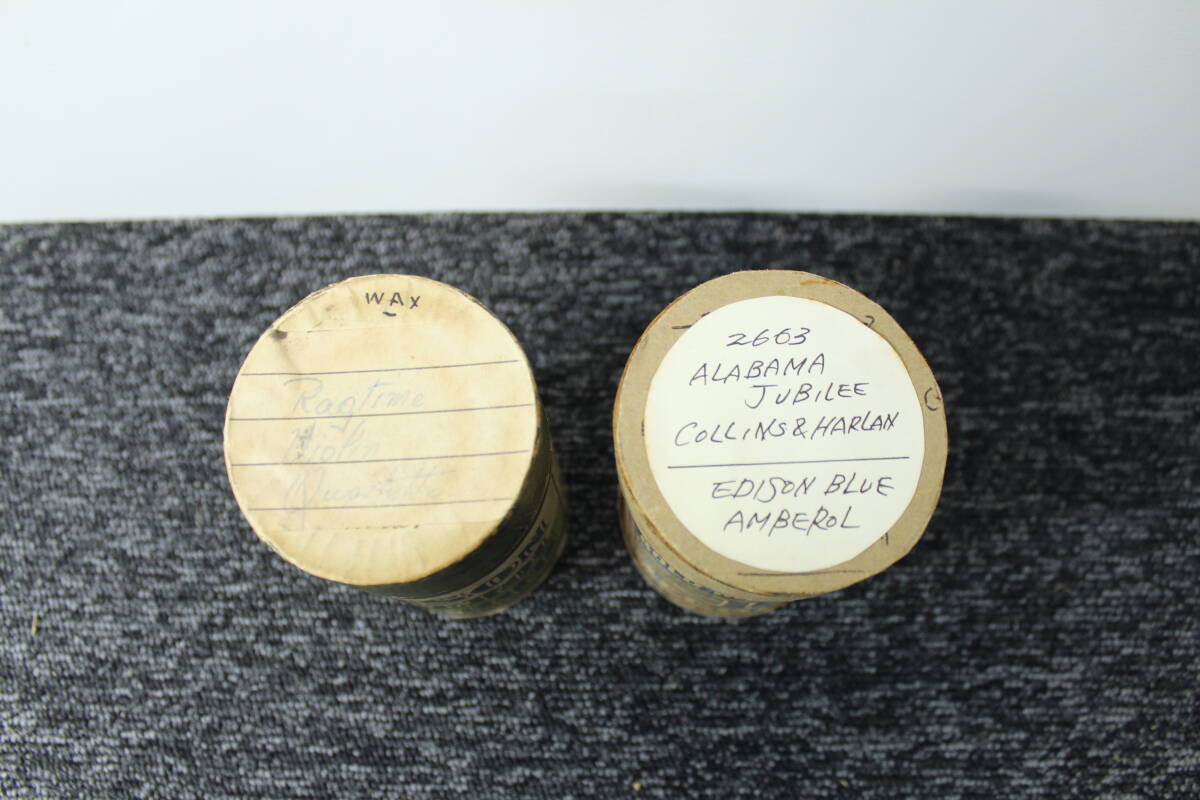 WAX
Ragtime
Violin
Quartette
2663
ALABAMA
JUBILEE
COLLINS & HARLAN
EDISON BLUE
AMBEROL